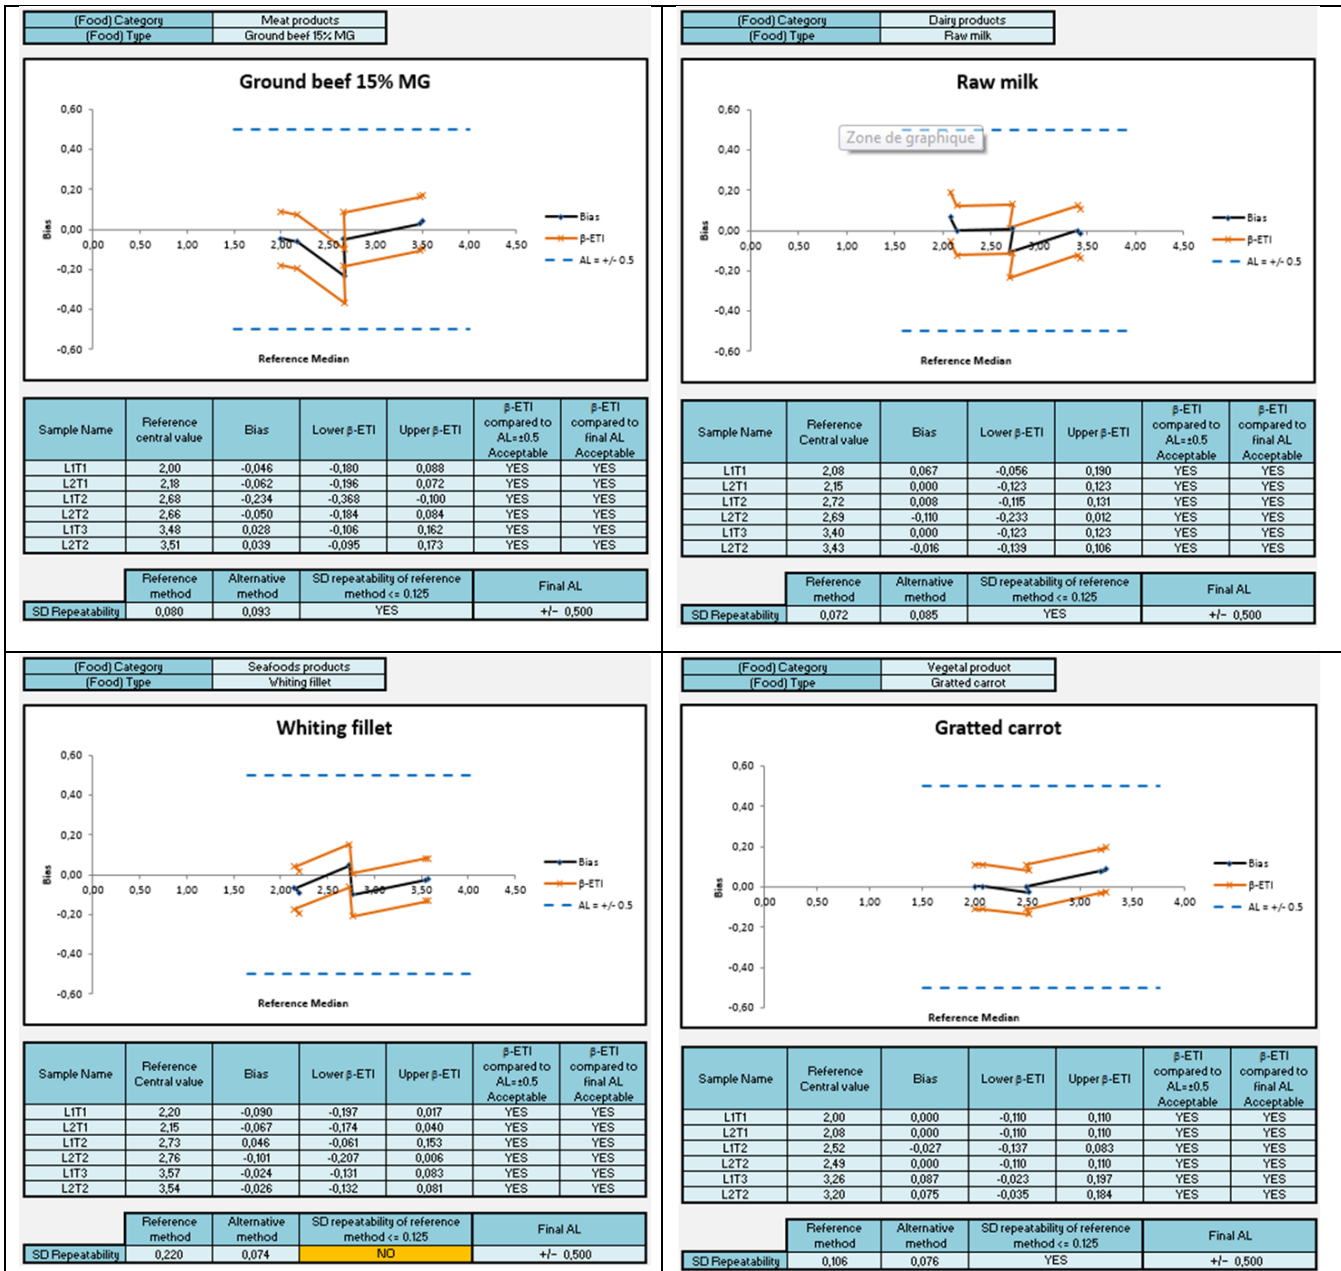 (Food) Category Meat products
(Food) Type Ground beef 15% MG
Ground beef 15% MG
0,60
0,40
0,20
0,00
-0,20
-0,40
-0,60
0,00 0,50 1,00 1,50 2,00 2,50 3,00 3,50 4,00 4,50
Bias
Reference Median
Bias
β-ETI
AL = +/- 0.5
Sample Name Reference central value Bias Lower β-ETI Upper β-ETI β-ETI compared to AL=±0.5 Acceptable β-ETI compared to final AL Acceptable
L1T1 2,00 -0,046 -0,180 0,088 YES YES
L2T1 2,18 -0,062 -0,196 0,072 YES YES
L1T2 2,68 -0,234 -0,368 -0,100 YES YES
L2T2 2,66 -0,050 -0,184 0,084 YES YES
L1T3 3,48 0,028 -0,106 0,162 YES YES
L2T2 3,51 0,039 -0,095 0,173 YES YES
Reference method Alternative method SD repeatability of reference method <= 0.125 Final AL
SD Repeatability 0,080 0,093 YES +/- 0,500
(Food) Category Dairy products
(Food) Type Raw milk
Raw milk
Zone de graphique
0,60
0,40
0,20
0,00
-0,20
-0,40
-0,60
0,00 0,50 1,00 1,50 2,00 2,50 3,00 3,50 4,00 4,50
Bias
Reference Median
Bias
β-ETI
AL = +/- 0.5
Sample Name Reference Central value Bias Lower β-ETI Upper β-ETI β-ETI compared to AL=±0.5 Acceptable β-ETI compared to final AL Acceptable
L1T1 2,08 0,067 -0,056 0,190 YES YES
L2T1 2,15 0,000 -0,123 0,123 YES YES
L1T2 2,72 0,008 -0,115 0,131 YES YES
L2T2 2,69 -0,110 -0,233 0,012 YES YES
L1T3 3,40 0,000 -0,123 0,123 YES YES
L2T2 3,43 -0,016 -0,139 0,106 YES YES
Reference method Alternative method SD repeatability of reference method <= 0.125 Final AL
SD Repeatability 0,072 0,085 YES +/- 0,500
(Food) Category Seafoods products
(Food) Type Whiting fillet
Whiting fillet
0,60
0,40
0,20
0,00
-0,20
-0,40
-0,60
0,00 0,50 1,00 1,50 2,00 2,50 3,00 3,50 4,00 4,50
Bias
Reference Median
Bias
β-ETI
AL = +/- 0.5
Sample Name Reference Central value Bias Lower β-ETI Upper β-ETI β-ETI compared to AL=±0.5 Acceptable β-ETI compared to final AL Acceptable
L1T1 2,20 -0,090 -0,197 0,017 YES YES
L2T1 2,15 -0,067 -0,174 0,040 YES YES
L1T2 2,73 0,046 -0,061 0,153 YES YES
L2T2 2,76 -0,101 -0,207 0,006 YES YES
L1T3 3,57 -0,024 -0,131 0,083 YES YES
L2T2 3,54 -0,026 -0,132 0,081 YES YES
Reference method Alternative method SD repeatability of reference method <= 0.125 Final AL
SD Repeatability 0,220 0,074 NO +/- 0,500
(Food) Category Vegetal product
(Food) Type Gratted carrot
Gratted carrot
0,60
0,40
0,20
0,00
-0,20
-0,40
-0,60
0,00 0,50 1,00 1,50 2,00 2,50 3,00 3,50 4,00
Bias
Reference Median
Bias
β-ETI
AL = +/- 0.5
Sample Name Reference Central value Bias Lower β-ETI Upper β-ETI β-ETI compared to AL=±0.5 Acceptable β-ETI compared to final AL Acceptable
L1T1 2,00 0,000 -0,110 0,110 YES YES
L2T1 2,08 0,000 -0,110 0,110 YES YES
L1T2 2,52 -0,027 -0,137 0,083 YES YES
L2T2 2,49 0,000 -0,110 0,110 YES YES
L1T3 3,26 0,087 -0,023 0,197 YES YES
L2T2 3,20 0,075 -0,035 0,184 YES YES
Reference method Alternative method SD repeatability of reference method <= 0.125 Final AL
SD Repeatability 0,106 0,076 YES +/- 0,500